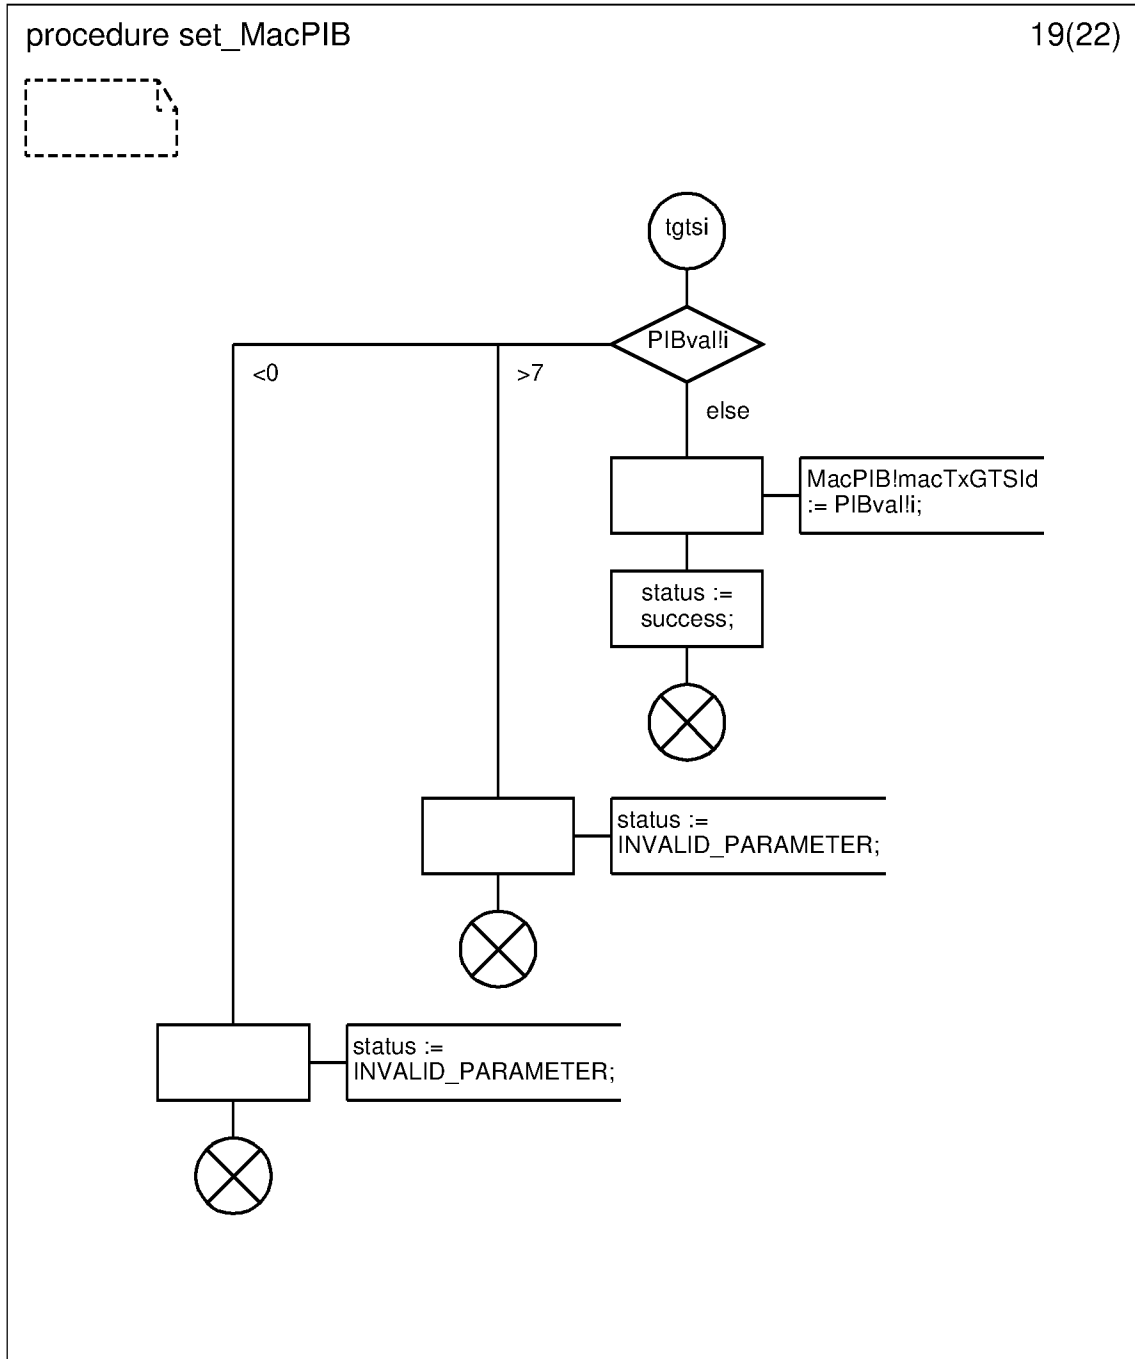 procedure set_MacPIB
19(22)
tgtsi
PIBval!i
<0
>7
else
MacPIB!macTxGTSId
:= PIBval!i;
status :=
success;
status :=
INVALID_PARAMETER;
status :=
INVALID_PARAMETER;